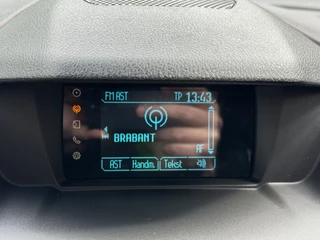 FM AST TP 13:43
BRABANT
AF
AST Handm. Tekst